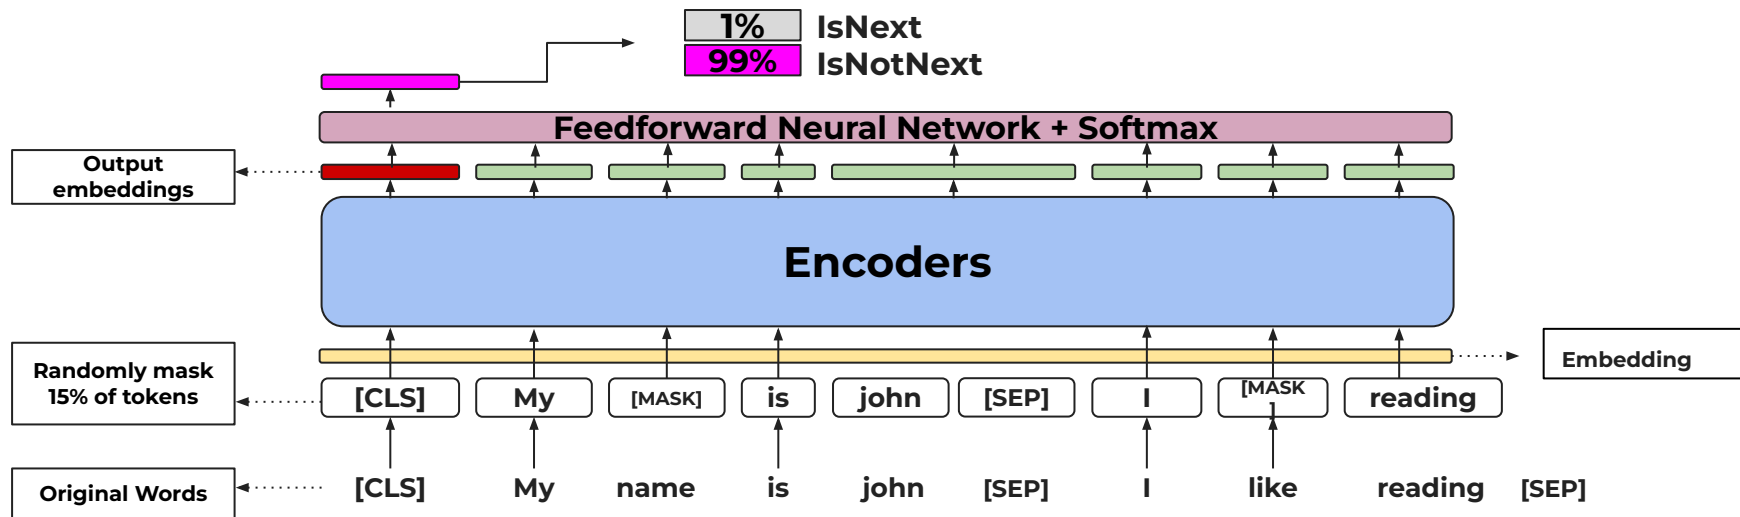 1% IsNext
99% IsNotNext
Feedforward Neural Network + Softmax
Output
embeddings
Encoders
Randomly mask
15% of tokens
Embedding
[CLS] My [MASK] is john [SEP] I [MASK
] reading
Original Words
[CLS] My name is john [SEP] I like reading [SEP]